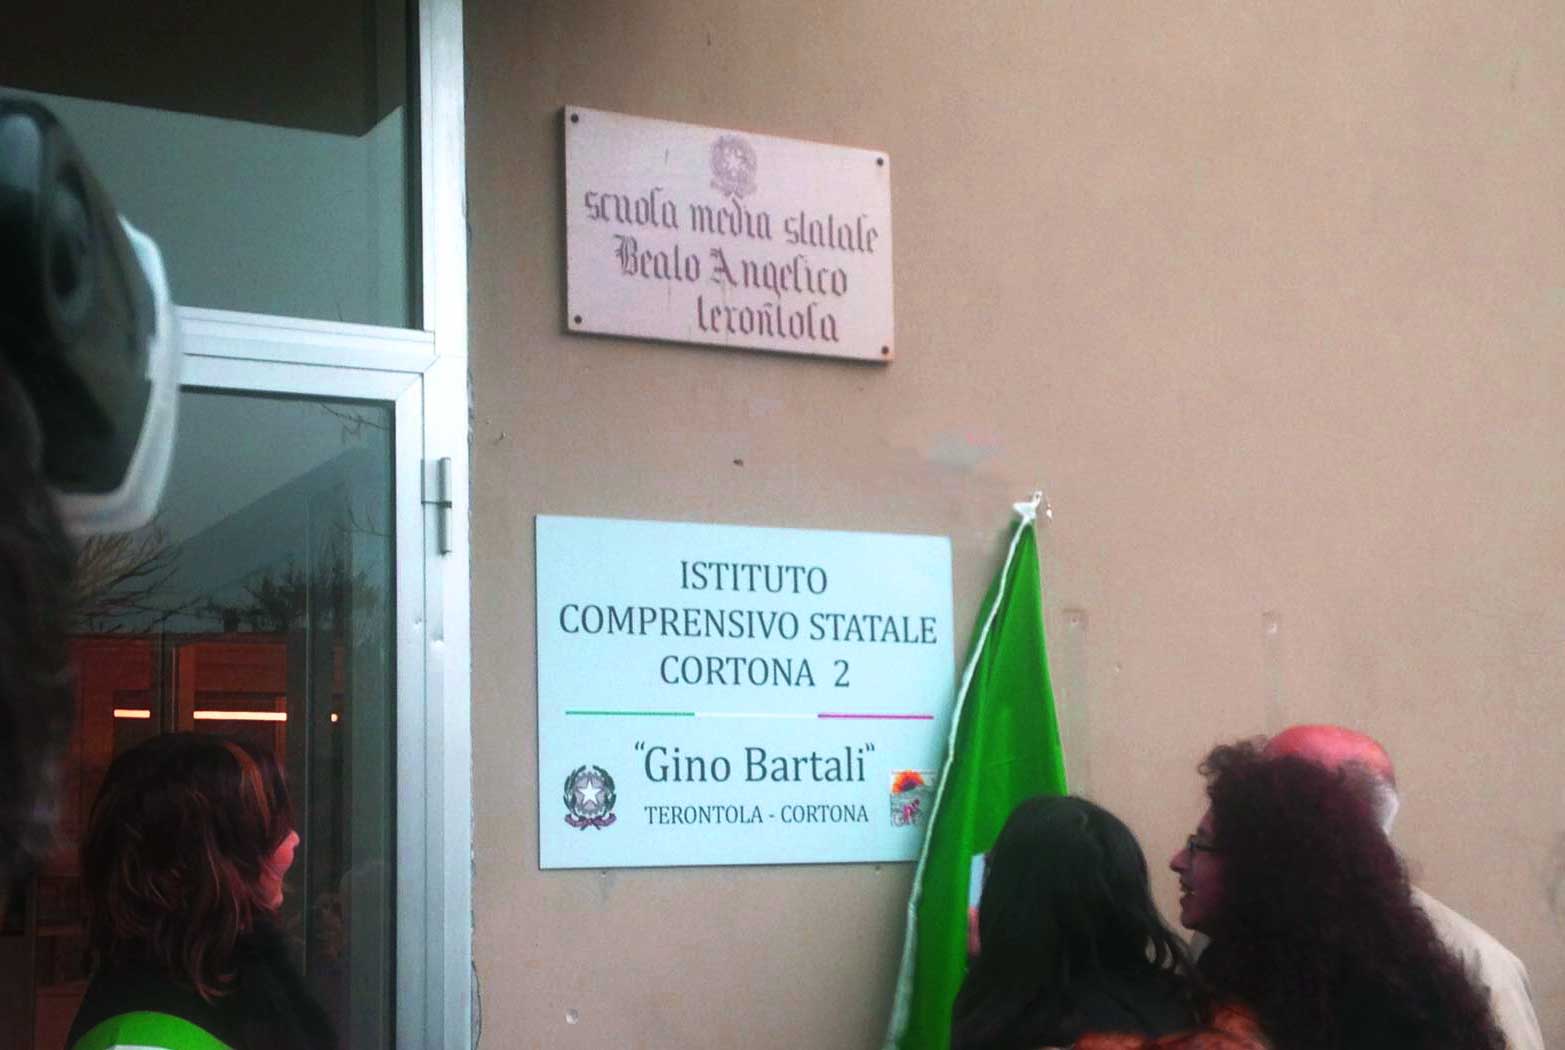 scuola media statale
Beato Angelico
terontola
ISTITUTO
COMPRENSIVO STATALE
CORTONA 2
"Gino Bartali"
TERONTOLA - CORTONA